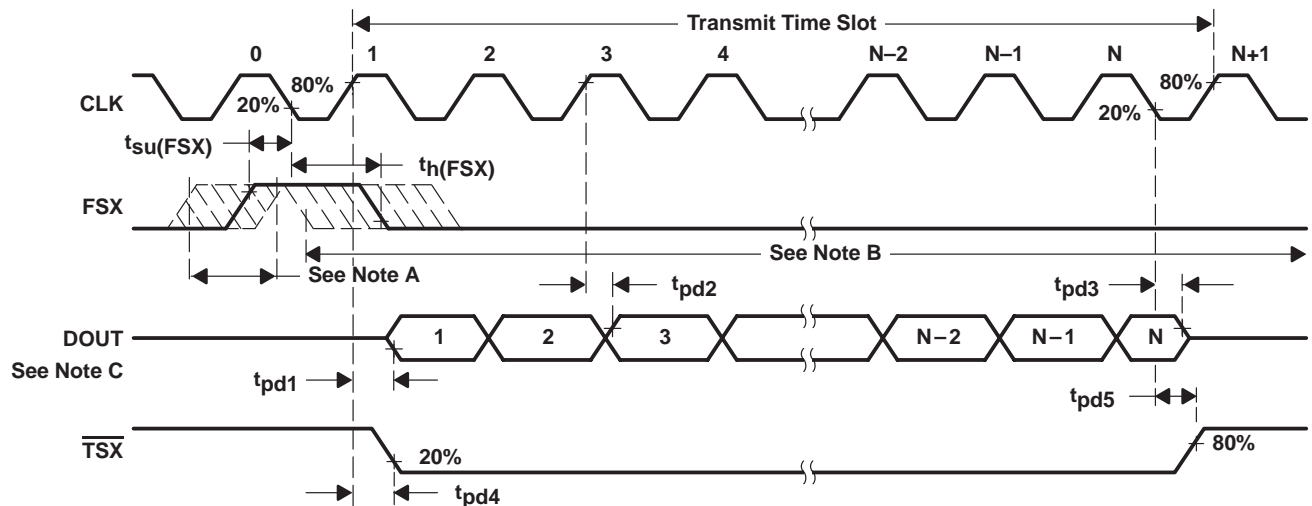 Transmit Time Slot
0 1 2 3 4 N–2 N–1 N N+1
CLK
80%
20%
80%
20%
tsu(FSX)
th(FSX)
FSX
See Note A
See Note B
tpd2
tpd3
DOUT
1 2 3 N–2 N–1 N
See Note C
tpd1
tpd5
TSX
20%
80%
tpd4